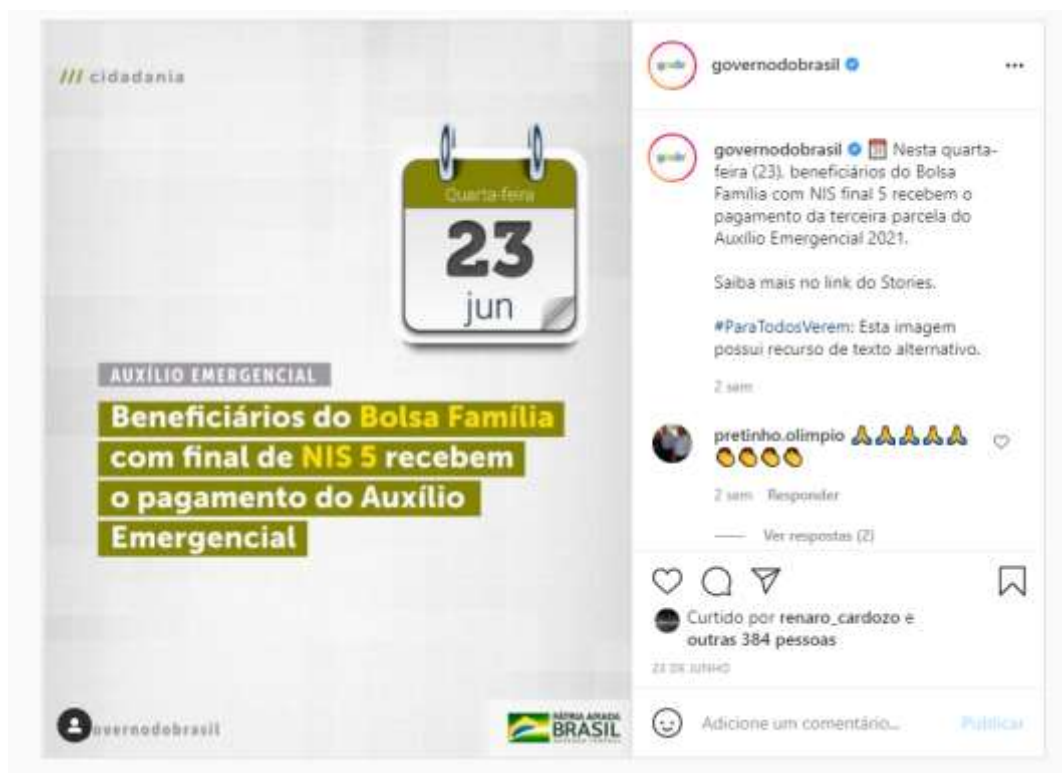 /// cidadania
Quarta-feira
23
jun
AUXÍLIO EMERGENCIAL
Beneficiários do Bolsa Família
com final de NIS 5 recebem
o pagamento do Auxílio
Emergencial
overnodobrasil
PÁTRIA AMADA
BRASIL
governodobrasil
governodobrasil Nesta quarta-
feira (23), beneficiários do Bolsa
Família com NIS final 5 recebem o
pagamento da terceira parcela do
Auxílio Emergencial 2021.
Saiba mais no link do Stories.
#ParaTodosVerem: Esta imagem
possui recurso de texto alternativo.
2 sem
pretinho.olimpio 🙏🙏🙏🙏🙏
👏👏👏👏
2 sem Responder
Ver respostas (2)
Curtido por renaro_cardozo e
outras 384 pessoas
DE JUNHO
Adicione um comentário...
Publicar